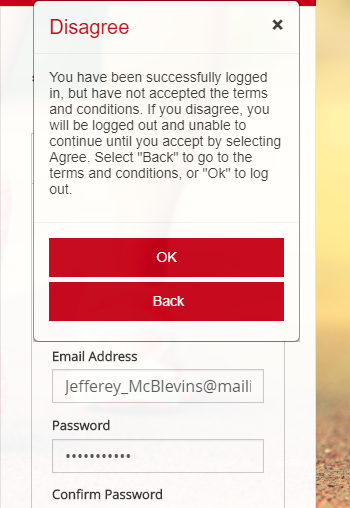 Disagree
×
You have been successfully logged
in, but have not accepted the terms
and conditions. If you disagree, you
will be logged out and unable to
continue until you accept by selecting
Agree. Select "Back" to go to the
terms and conditions, or "Ok" to log
out.
OK
Back
Email Address
Jefferey_McBlevins@maili
Password
•••••••••••
Confirm Password